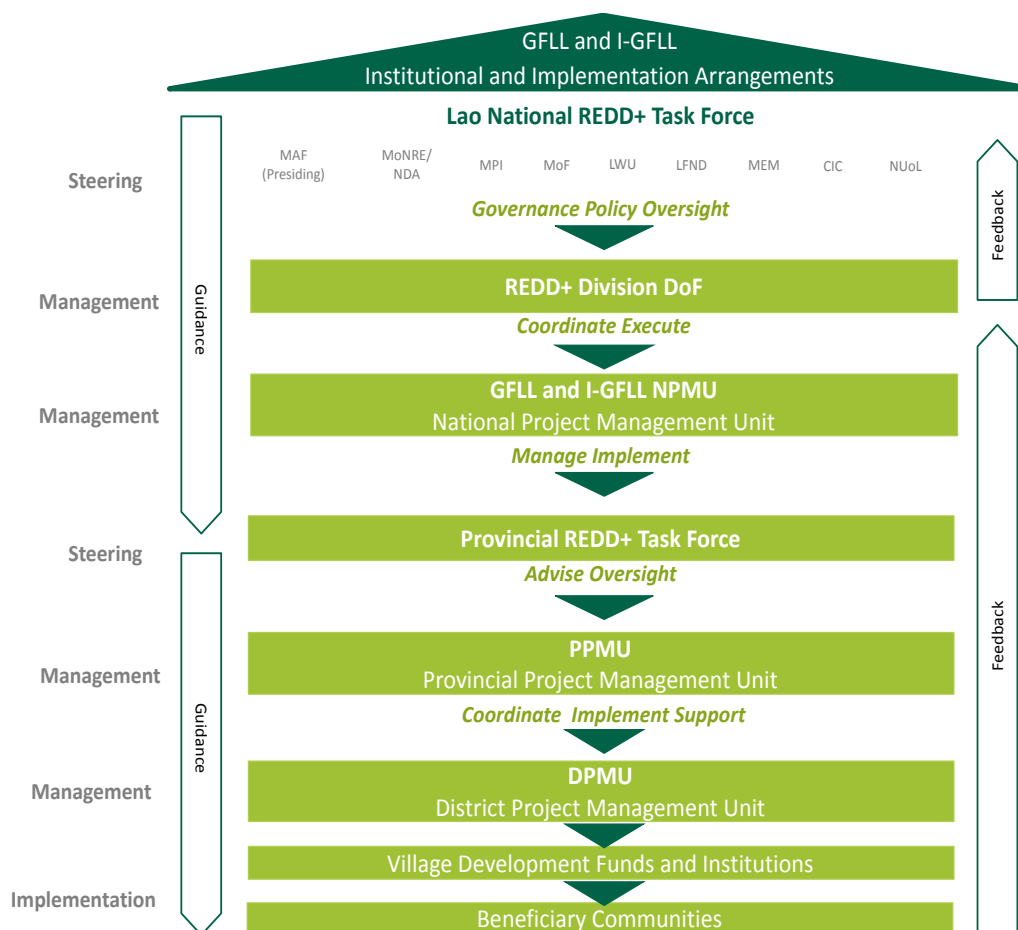 GFLL and I-GFLL
Institutional and Implementation Arrangements
Lao National REDD+ Task Force
Steering
MAF
(Presiding)
MoNRE/
NDA
MPI
MoF
LWU
LFND
MEM
CIC
NUoL
Governance Policy Oversight
Feedback
Guidance
Management
REDD+ Division DoF
Coordinate Execute
Management
GFLL and I-GFLL NPMU
National Project Management Unit
Manage Implement
Steering
Provincial REDD+ Task Force
Advise Oversight
Management
PPMU
Provincial Project Management Unit
Feedback
Guidance
Coordinate Implement Support
Management
DPMU
District Project Management Unit
Village Development Funds and Institutions
Implementation
Beneficiary Communities